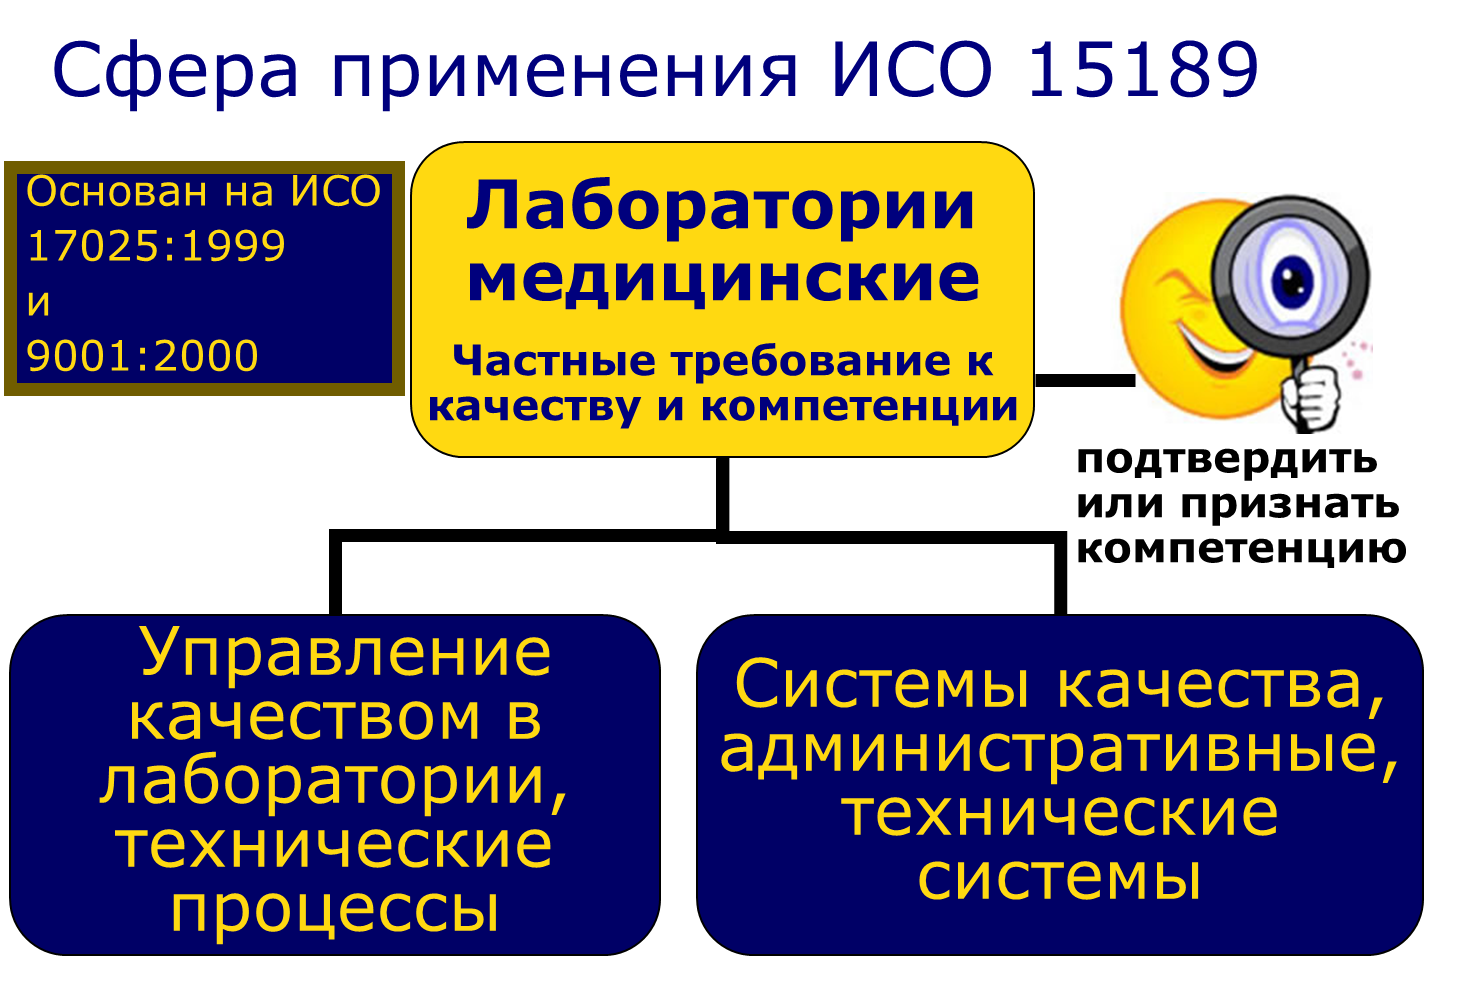 Сфера применения ИСО 15189
Основан на ИСО
17025:1999
и
9001:2000
Лаборатории
медицинские
Частные требование к
качеству и компетенции
подтвердить
или признать
компетенцию
Управление
качеством в
лаборатории,
технические
процессы
Системы качества,
административные,
технические
системы